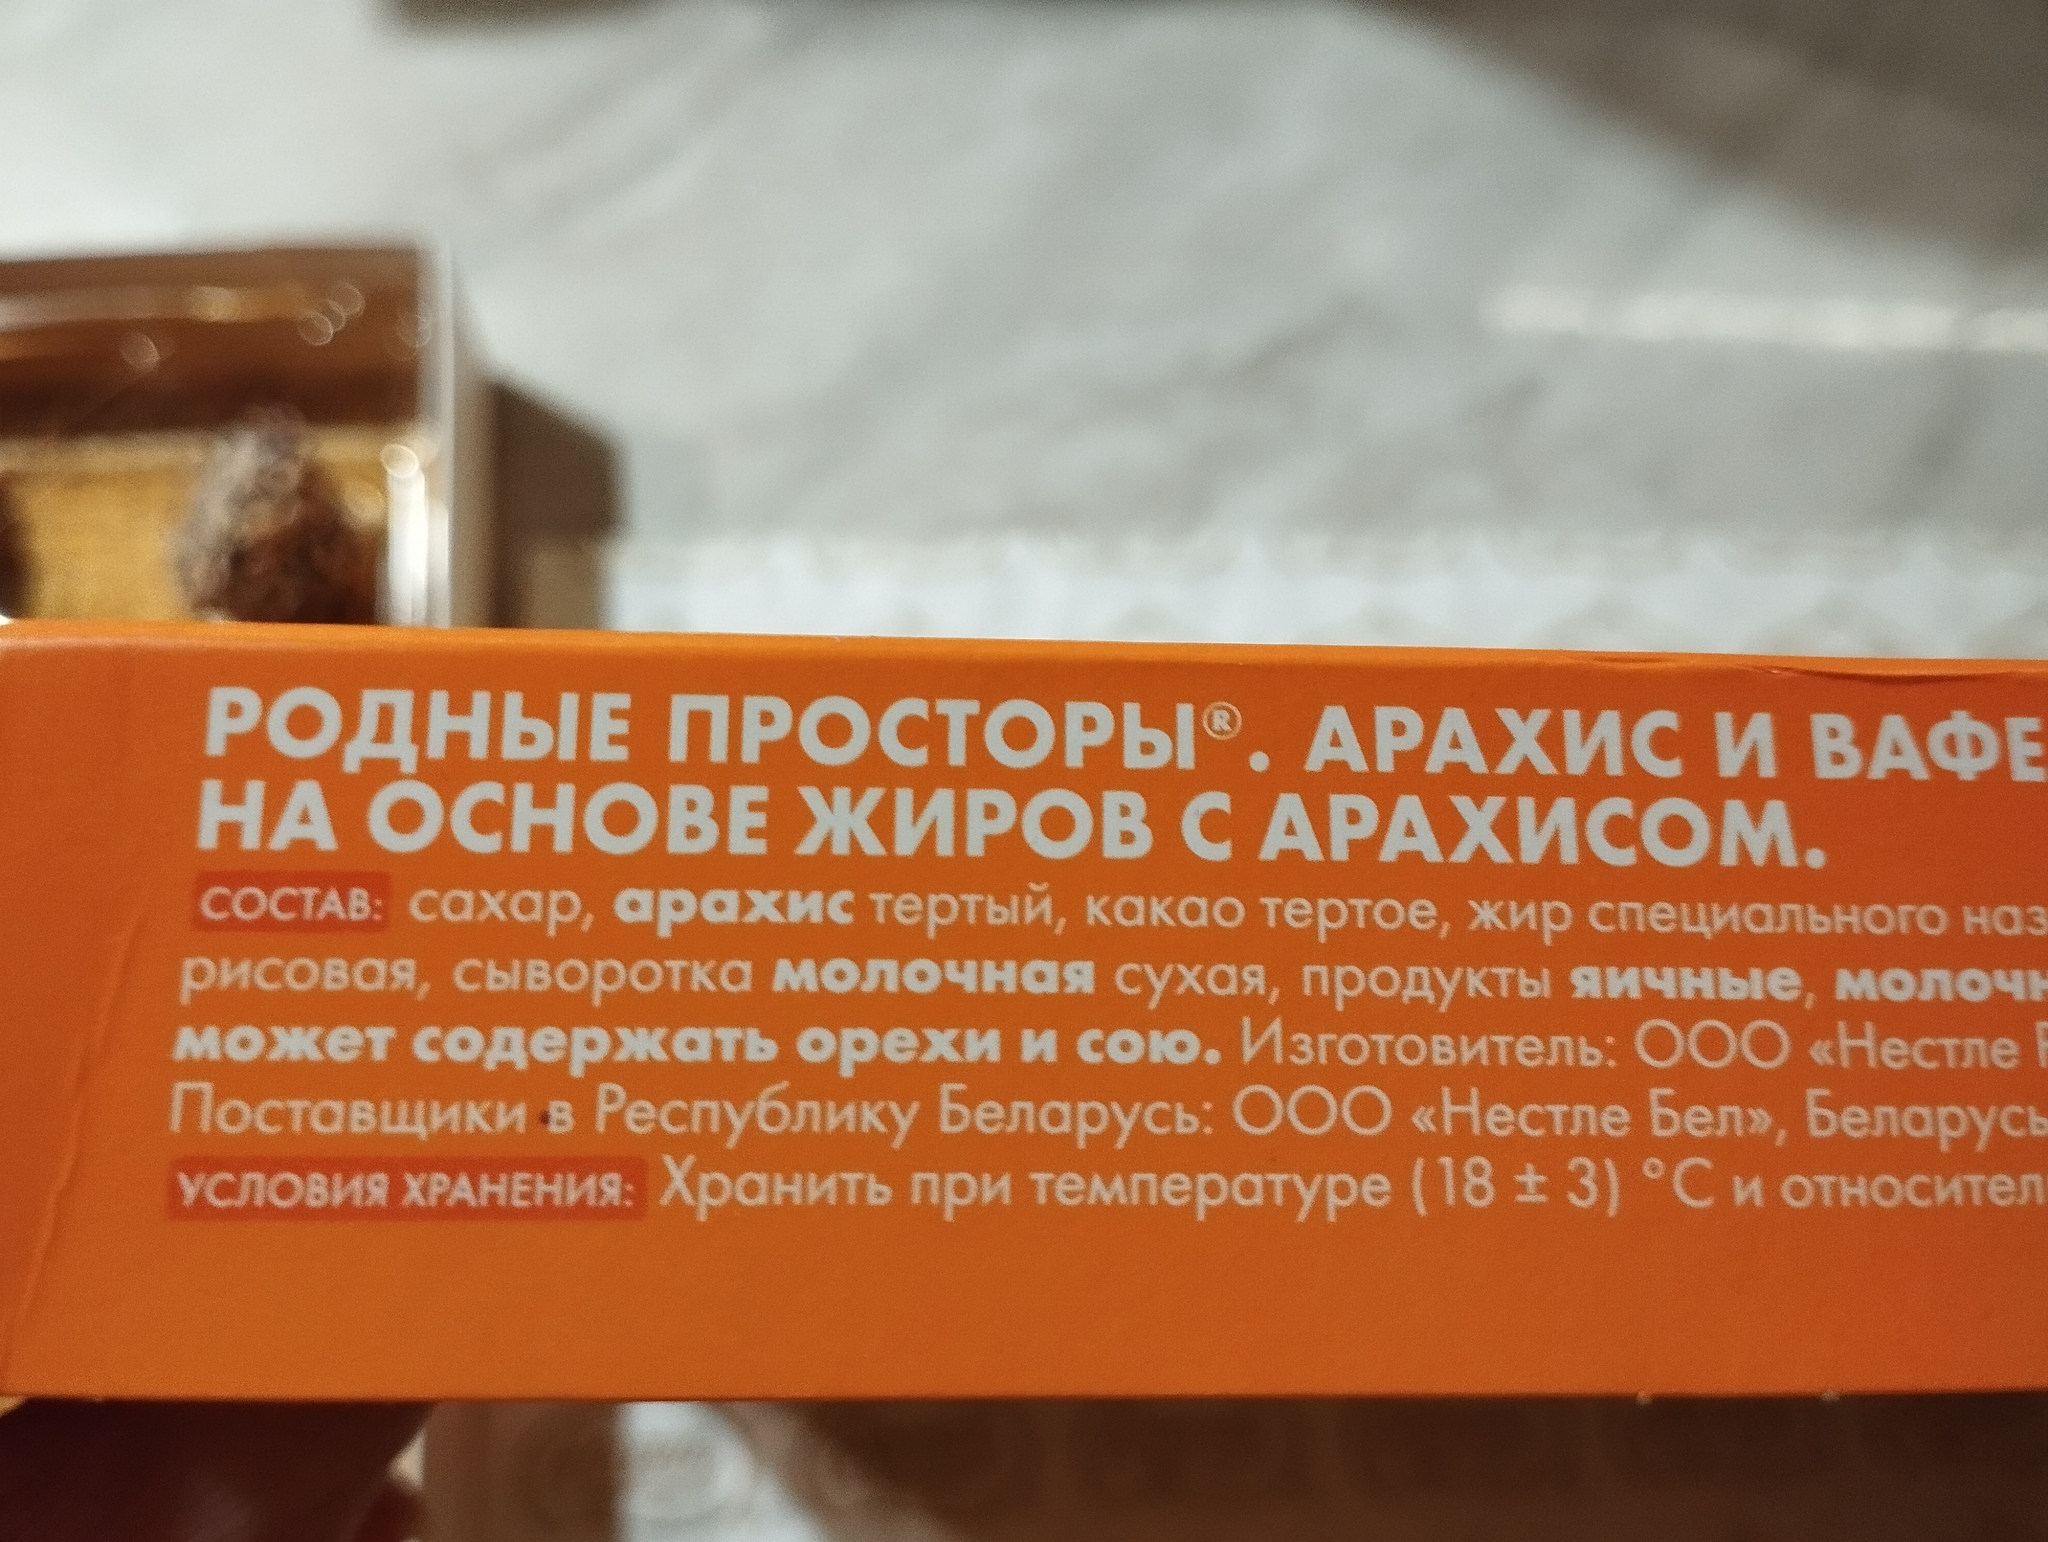 РОДНЫЕ ПРОСТОРЫ®. АРАХИС И ВАФЕ
НА ОСНОВЕ ЖИРОВ С АРАХИСОМ.
СОСТАВ: сахар, арахис тертый, какао тертое, жир специального наз
рисовая, сыворотка молочная сухая, продукты яичные, молочн
может содержать орехи и сою. Изготовитель: ООО «Нестле
Поставщики в Республику Беларусь: ООО «Нестле Бел», Беларусь
УСЛОВИЯ ХРАНЕНИЯ: Хранить при температуре (18 ± 3) °C и относител